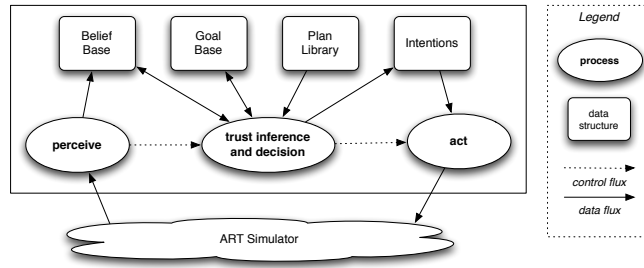 Belief
Base
Goal
Base
Plan
Library
Intentions
perceive
trust inference
and decision
act
ART Simulator
Legend
process
data
structure
control flux
data flux